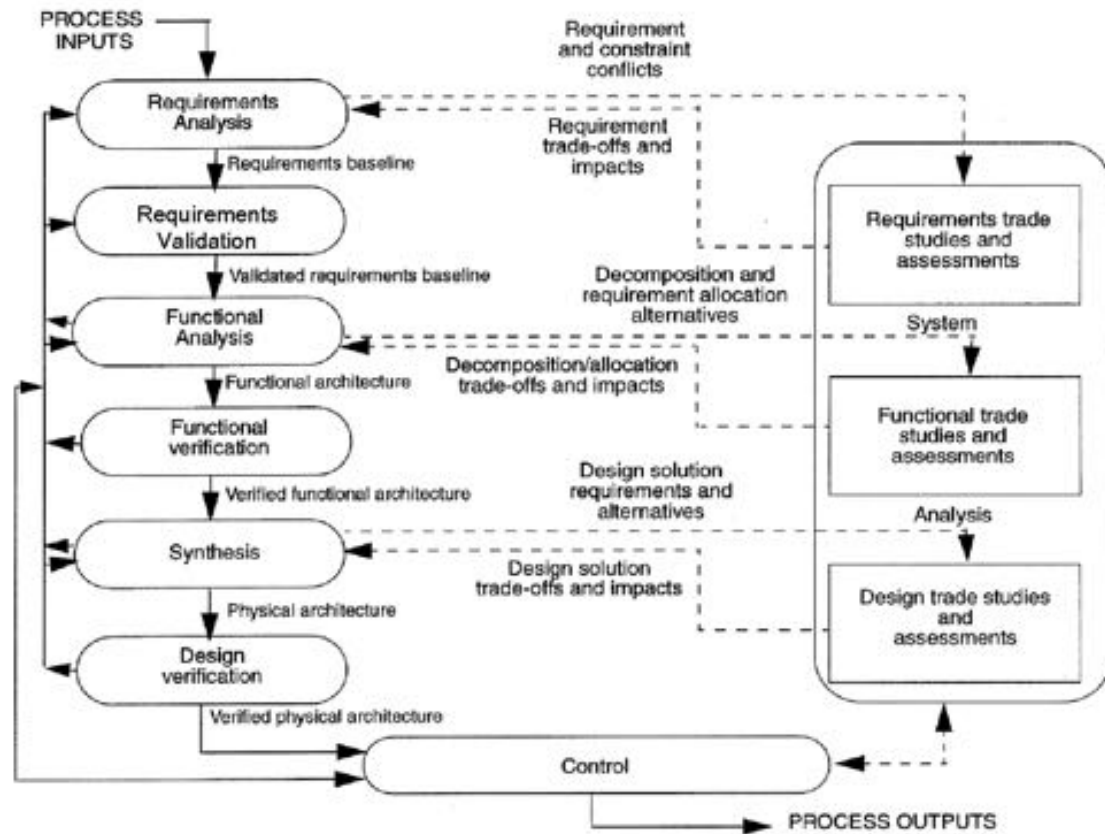 PROCESS
INPUTS
Requirement
and constraint
conflicts
Requirements
Analysis
Requirement
trade-offs and
impacts
Requirements baseline
Requirements
Validation
Requirements trade
studies and
assessments
Validated requirements baseline
Decomposition and
requirement allocation
alternatives
Functional
Analysis
System
Decomposition/allocation
trade-offs and impacts
Functional architecture
Functional trade
studies and
assessments
Functional
verification
Design solution
requirements and
alternatives
Verified functional architecture
Analysis
Synthesis
Design solution
trade-offs and impacts
Physical architecture
Design trade studies
and
assessments
Design
verification
Verified physical architecture
Control
PROCESS OUTPUTS